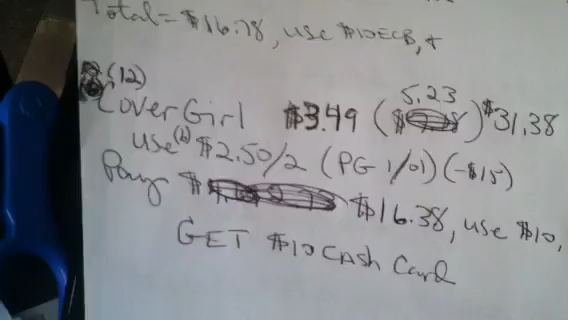 Total = $16.78, use $10ECB, +
(12)
CoverGirl $3.49 (5.23) $31.38
use (6) $2.50/2 (PG 1/01) (-$15)
Pay $16.38, use $10,
GET $10 CASH Card